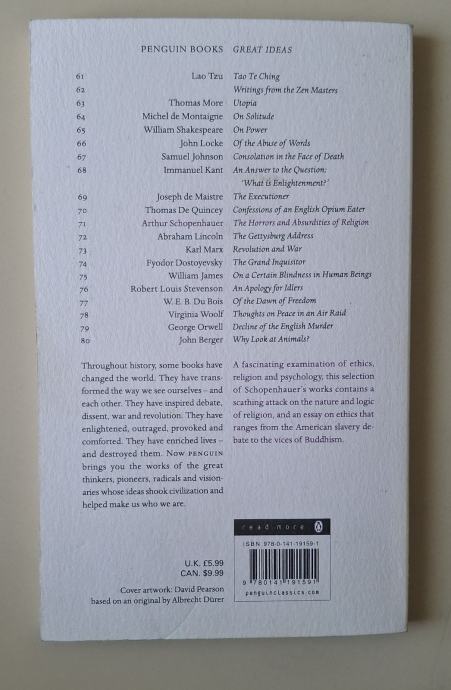 PENGUIN BOOKS GREAT IDEAS
61 Lao Tzu Tao Te Ching
62 Writings from the Zen Masters
63 Thomas More Utopia
64 Michel de Montaigne On Solitude
65 William Shakespeare On Power
66 John Locke Of the Abuse of Words
67 Samuel Johnson Consolation in the Face of Death
68 Immanuel Kant An Answer to the Question:
'What is Enlightenment?'
69 Joseph de Maistre The Executioner
70 Thomas De Quincey Confessions of an English Opium Eater
71 Arthur Schopenhauer The Horrors and Absurdities of Religion
72 Abraham Lincoln The Gettysburg Address
73 Karl Marx Revolution and War
74 Fyodor Dostoyevsky The Grand Inquisitor
75 William James On a Certain Blindness in Human Beings
76 Robert Louis Stevenson An Apology for Idlers
77 W. E. B. Du Bois Of the Dawn of Freedom
78 Virginia Woolf Thoughts on Peace in an Air Raid
79 George Orwell Decline of the English Murder
80 John Berger Why Look at Animals?
Throughout history, some books have
changed the world. They have trans-
formed the way we see ourselves – and
each other. They have inspired debate,
dissent, war and revolution. They have
enlightened, outraged, provoked and
comforted. They have enriched lives –
and destroyed them. Now PENGUIN
brings you the works of the great
thinkers, pioneers, radicals and vision-
aries whose ideas shook civilization and
helped make us who we are.
A fascinating examination of ethics,
religion and psychology, this selection
of Schopenhauer's works contains a
scathing attack on the nature and logic
of religion, and an essay on ethics that
ranges from the American slavery de-
bate to the vices of Buddhism.
read more
ISBN 978-0-141-19159-1
9 780141 191591
penguinclassics.com
U.K. £5.99
CAN. $9.99
Cover artwork: David Pearson
based on an original by Albrecht Dürer